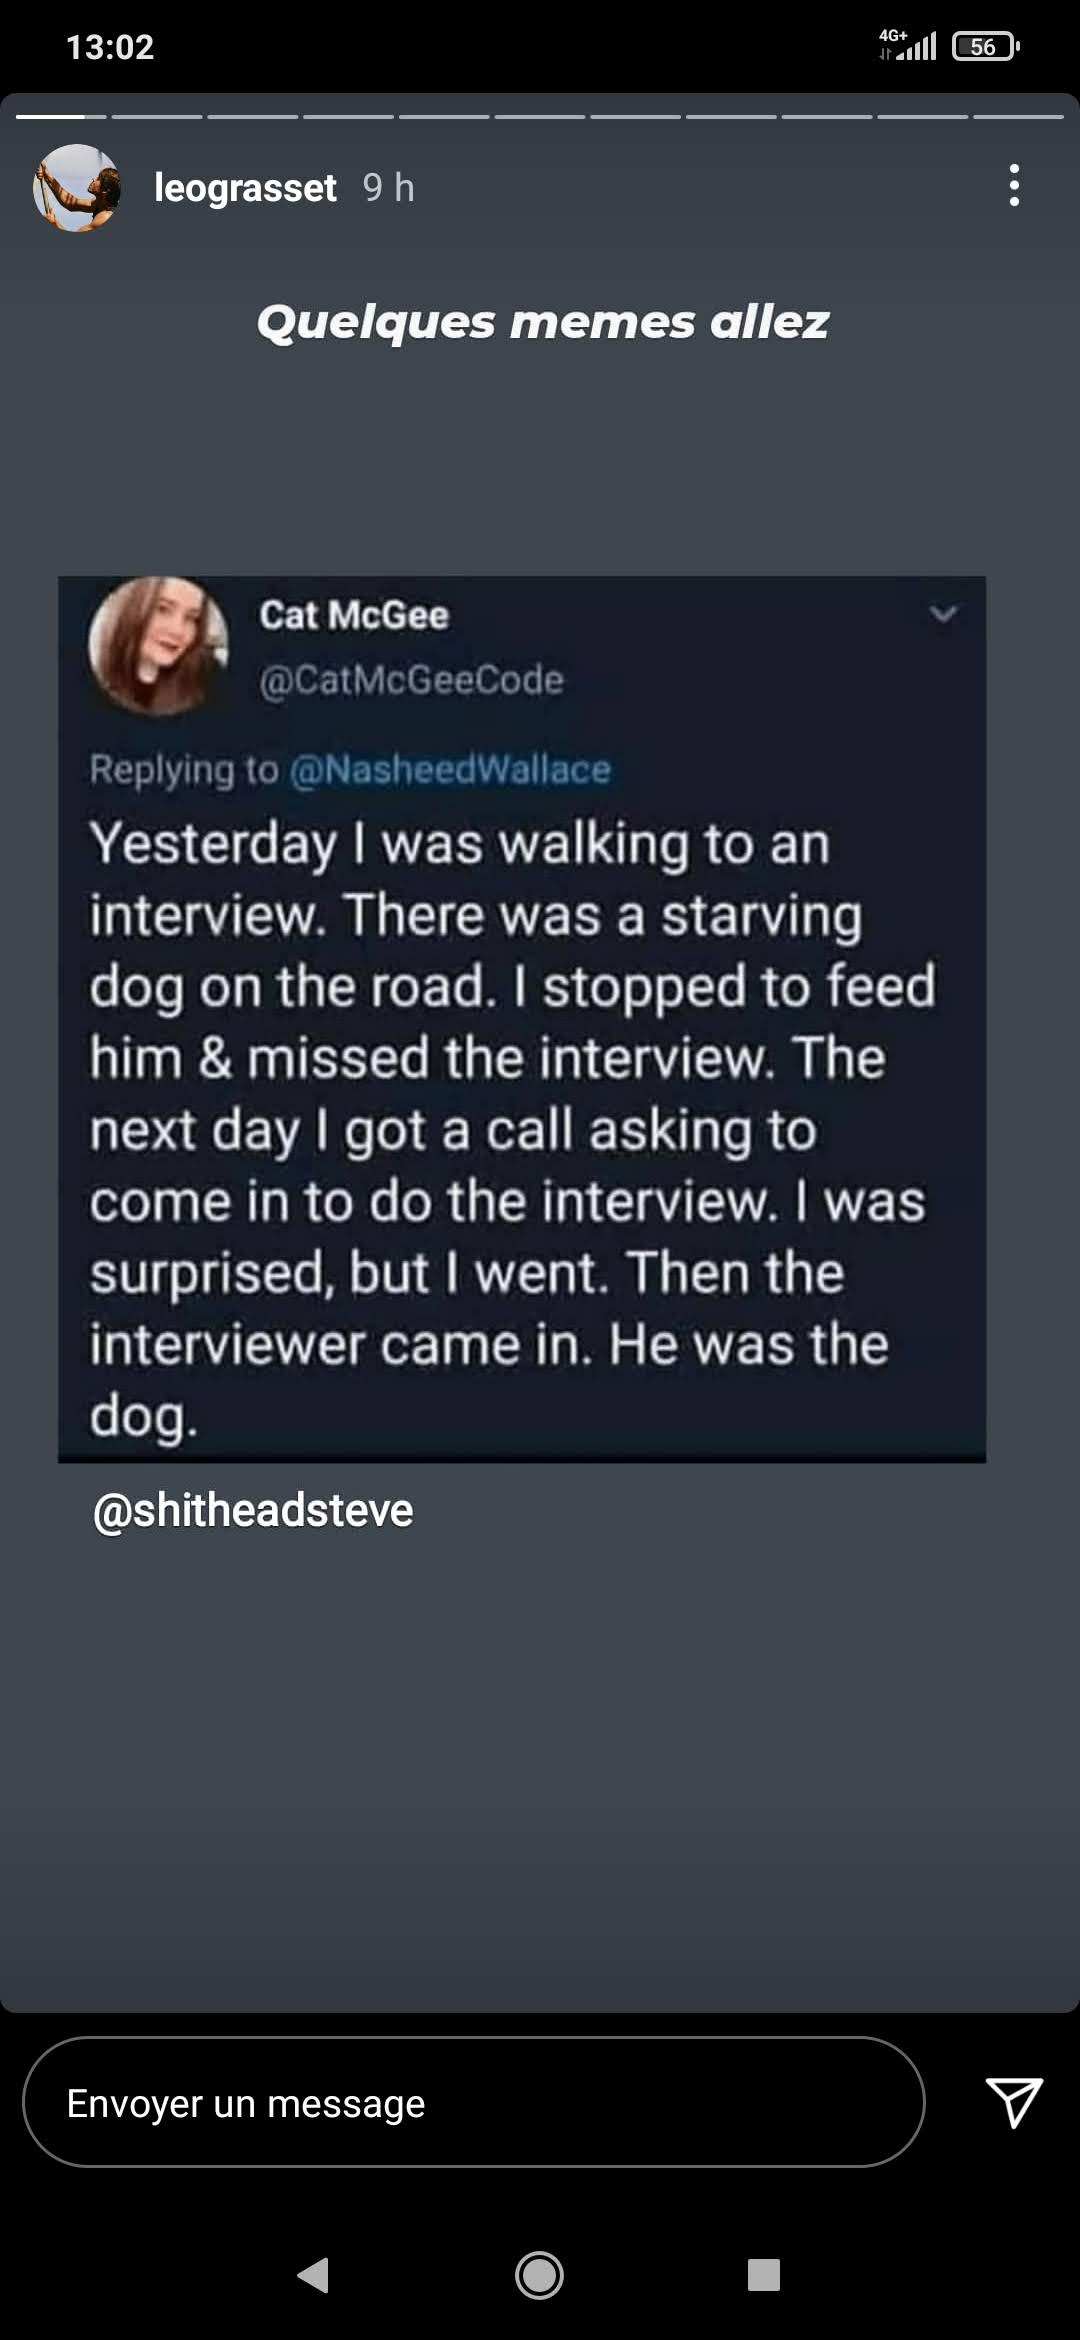 13:02
4G+
56
leograsset 9 h
Quelques memes allez
Cat McGee
@CatMcGeeCode
Replying to @NasheedWallace
Yesterday I was walking to an
interview. There was a starving
dog on the road. I stopped to feed
him & missed the interview. The
next day I got a call asking to
come in to do the interview. I was
surprised, but I went. Then the
interviewer came in. He was the
dog.
@shitheadsteve
Envoyer un message